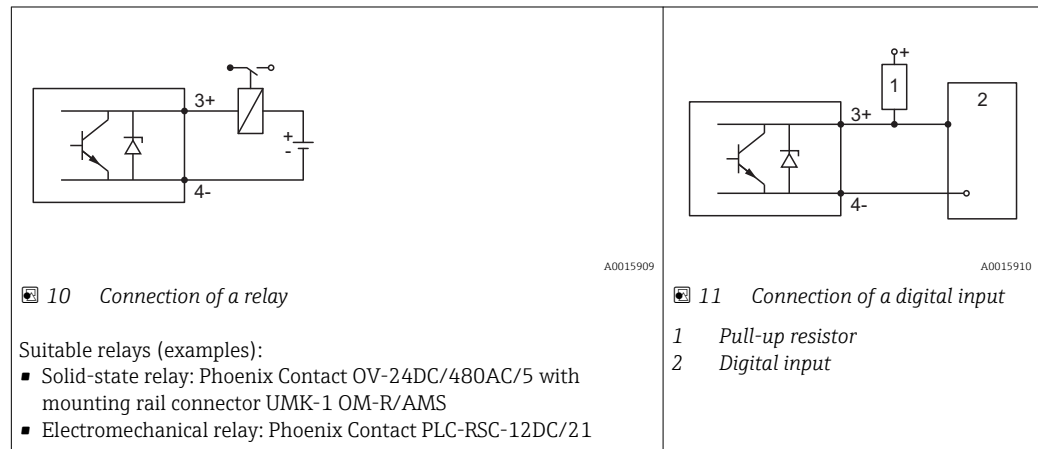 3+
+
-
4-
A0015909
10 Connection of a relay
Suitable relays (examples):
▪ Solid-state relay: Phoenix Contact OV-24DC/480AC/5 with
mounting rail connector UMK-1 OM-R/AMS
▪ Electromechanical relay: Phoenix Contact PLC-RSC-12DC/21
+
1
2
3+
4-
A0015910
11 Connection of a digital input
1 Pull-up resistor
2 Digital input